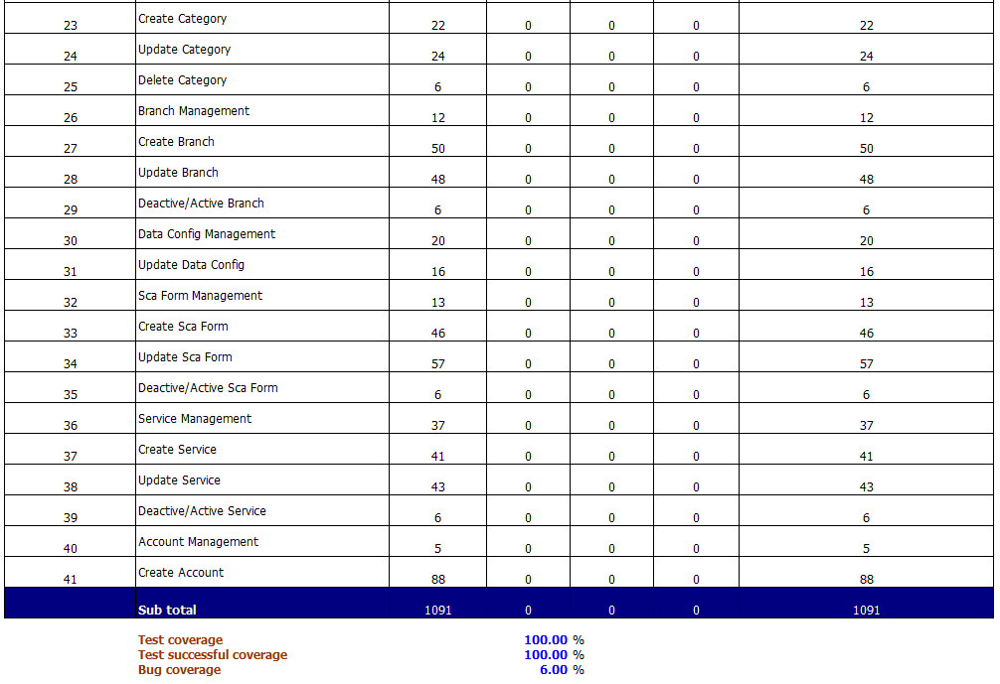 23 Create Category 22 0 0 0 22
24 Update Category 24 0 0 0 24
25 Delete Category 6 0 0 0 6
26 Branch Management 12 0 0 0 12
27 Create Branch 50 0 0 0 50
28 Update Branch 48 0 0 0 48
29 Deactive/Active Branch 6 0 0 0 6
30 Data Config Management 20 0 0 0 20
31 Update Data Config 16 0 0 0 16
32 Sca Form Management 13 0 0 0 13
33 Create Sca Form 46 0 0 0 46
34 Update Sca Form 57 0 0 0 57
35 Deactive/Active Sca Form 6 0 0 0 6
36 Service Management 37 0 0 0 37
37 Create Service 41 0 0 0 41
38 Update Service 43 0 0 0 43
39 Deactive/Active Service 6 0 0 0 6
40 Account Management 5 0 0 0 5
41 Create Account 88 0 0 0 88
Sub total 1091 0 0 0 1091
Test coverage 100.00 %
Test successful coverage 100.00 %
Bug coverage 6.00 %